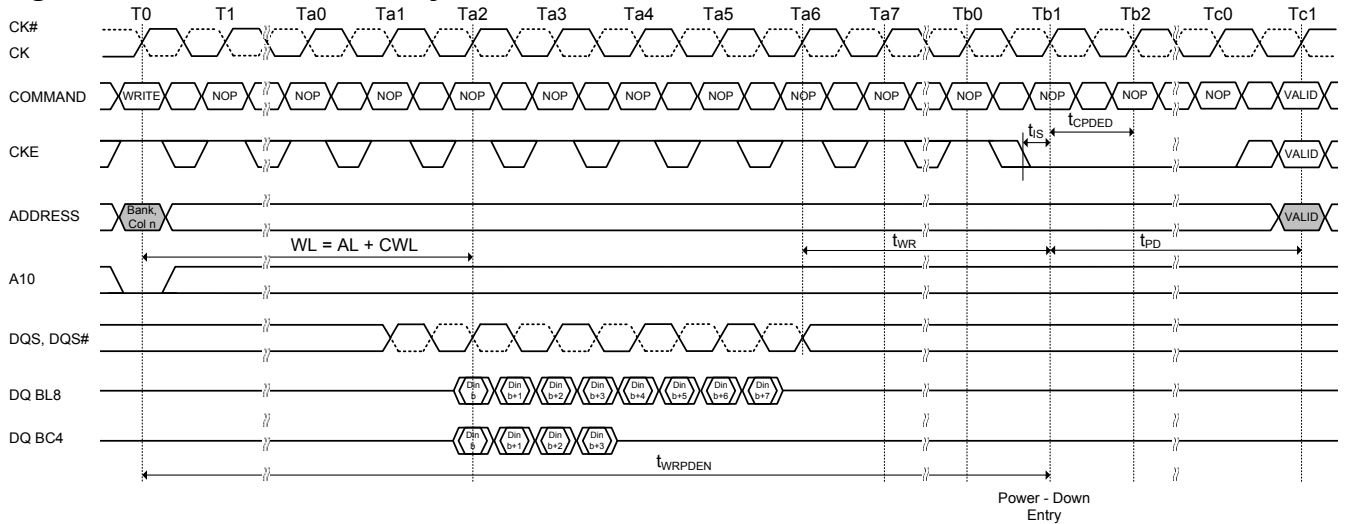 T0 T1 Ta0 Ta1 Ta2 Ta3 Ta4 Ta5 Ta6 Ta7 Tb0 Tb1 Tb2 Tc0 Tc1
CK#
CK
COMMAND WRITE NOP NOP NOP NOP NOP NOP NOP NOP NOP NOP NOP NOP NOP VALID
tIS tCPDED
CKE VALID
ADDRESS Bank, Col n VALID
WL = AL + CWL tWR tPD
A10
DQS, DQS#
DQ BL8 Din b Din b+1 Din b+2 Din b+3 Din b+4 Din b+5 Din b+6 Din b+7
DQ BC4 Din b Din b+1 Din b+2 Din b+3
tWRPDEN
Power - Down
Entry